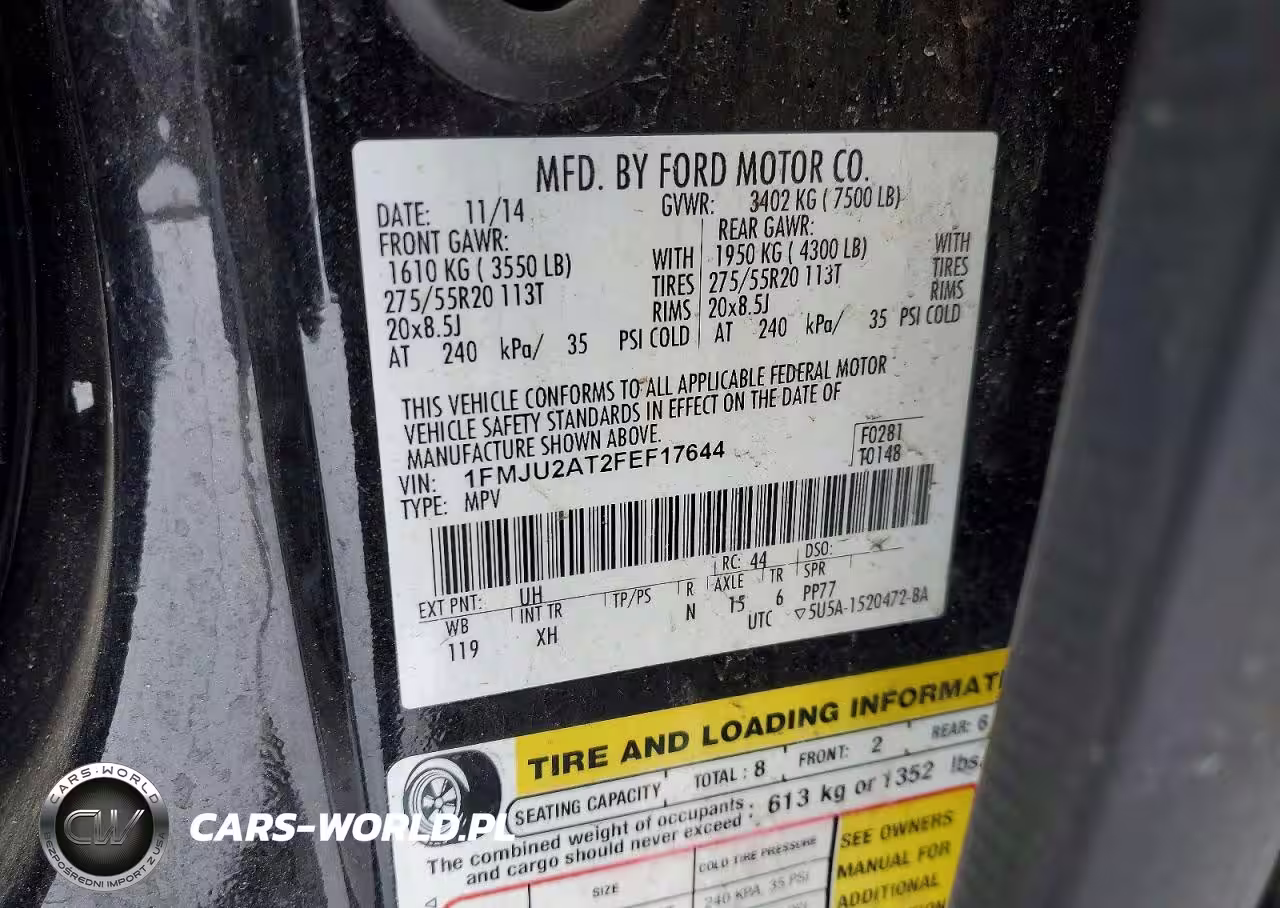 MFD. BY FORD MOTOR CO.
DATE: 11/14 GVWR: 3402 KG ( 7500 LB)
FRONT GAWR: REAR GAWR:
1610 KG ( 3550 LB) WITH 1950 KG ( 4300 LB) WITH
275/55R20 113T TIRES 275/55R20 113T TIRES
20x8.5J RIMS 20x8.5J RIMS
AT 240 kPa/ 35 PSI COLD AT 240 kPa/ 35 PSI COLD
THIS VEHICLE CONFORMS TO ALL APPLICABLE FEDERAL MOTOR
VEHICLE SAFETY STANDARDS IN EFFECT ON THE DATE OF
MANUFACTURE SHOWN ABOVE.
F0281
T0148
VIN: 1FMJU2AT2FEF17644
TYPE: MPV
RC: 44 DSO:
EXT PNT: UH
WB INT TR TP/PS R AXLE TR SPR
119 XH N 15 6 PP77
UTC ▽5U5A-1520472-BA
TIRE AND LOADING INFORMATI
SEATING CAPACITY TOTAL : 8 FRONT: 2 REAR: 6
The combined weight of occupants
and cargo should never exceed : 613 kg or 1352 lbs.
SIZE COLD TIRE PRESSURE
240 KPA, 35 PSI
SEE OWNERS
MANUAL FOR
ADDITIONAL
CARS-WORLD
CW
BEZPOŚREDNI IMPORT Z USA
CARS-WORLD.PL